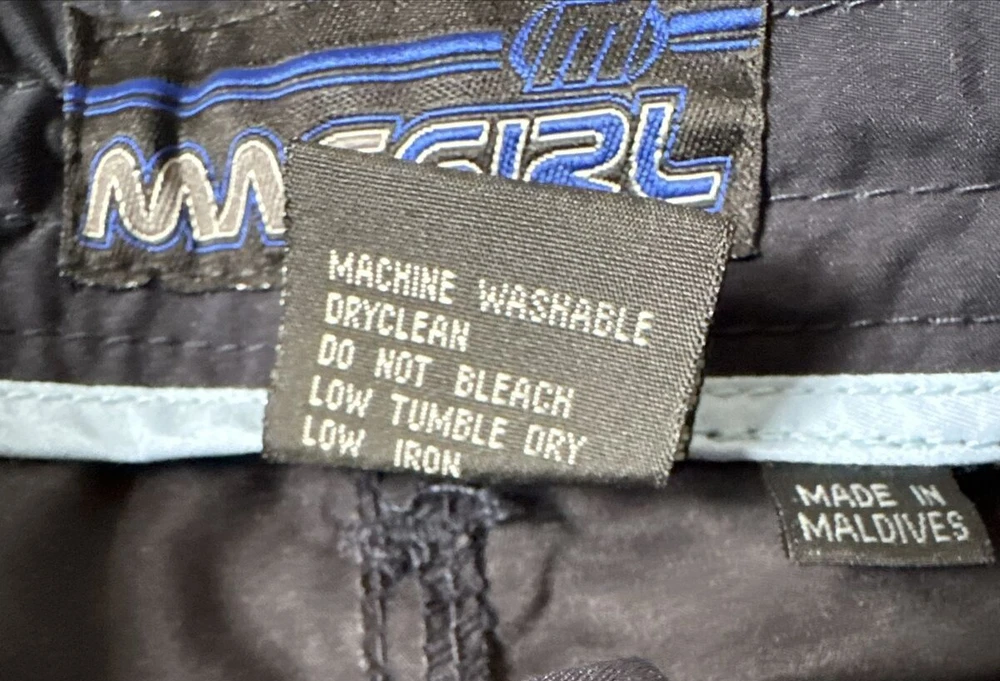 MACHINE WASHABLE
DRYCLEAN
DO NOT BLEACH
LOW TUMBLE DRY
LOW IRON
MADE IN
MALDIVES